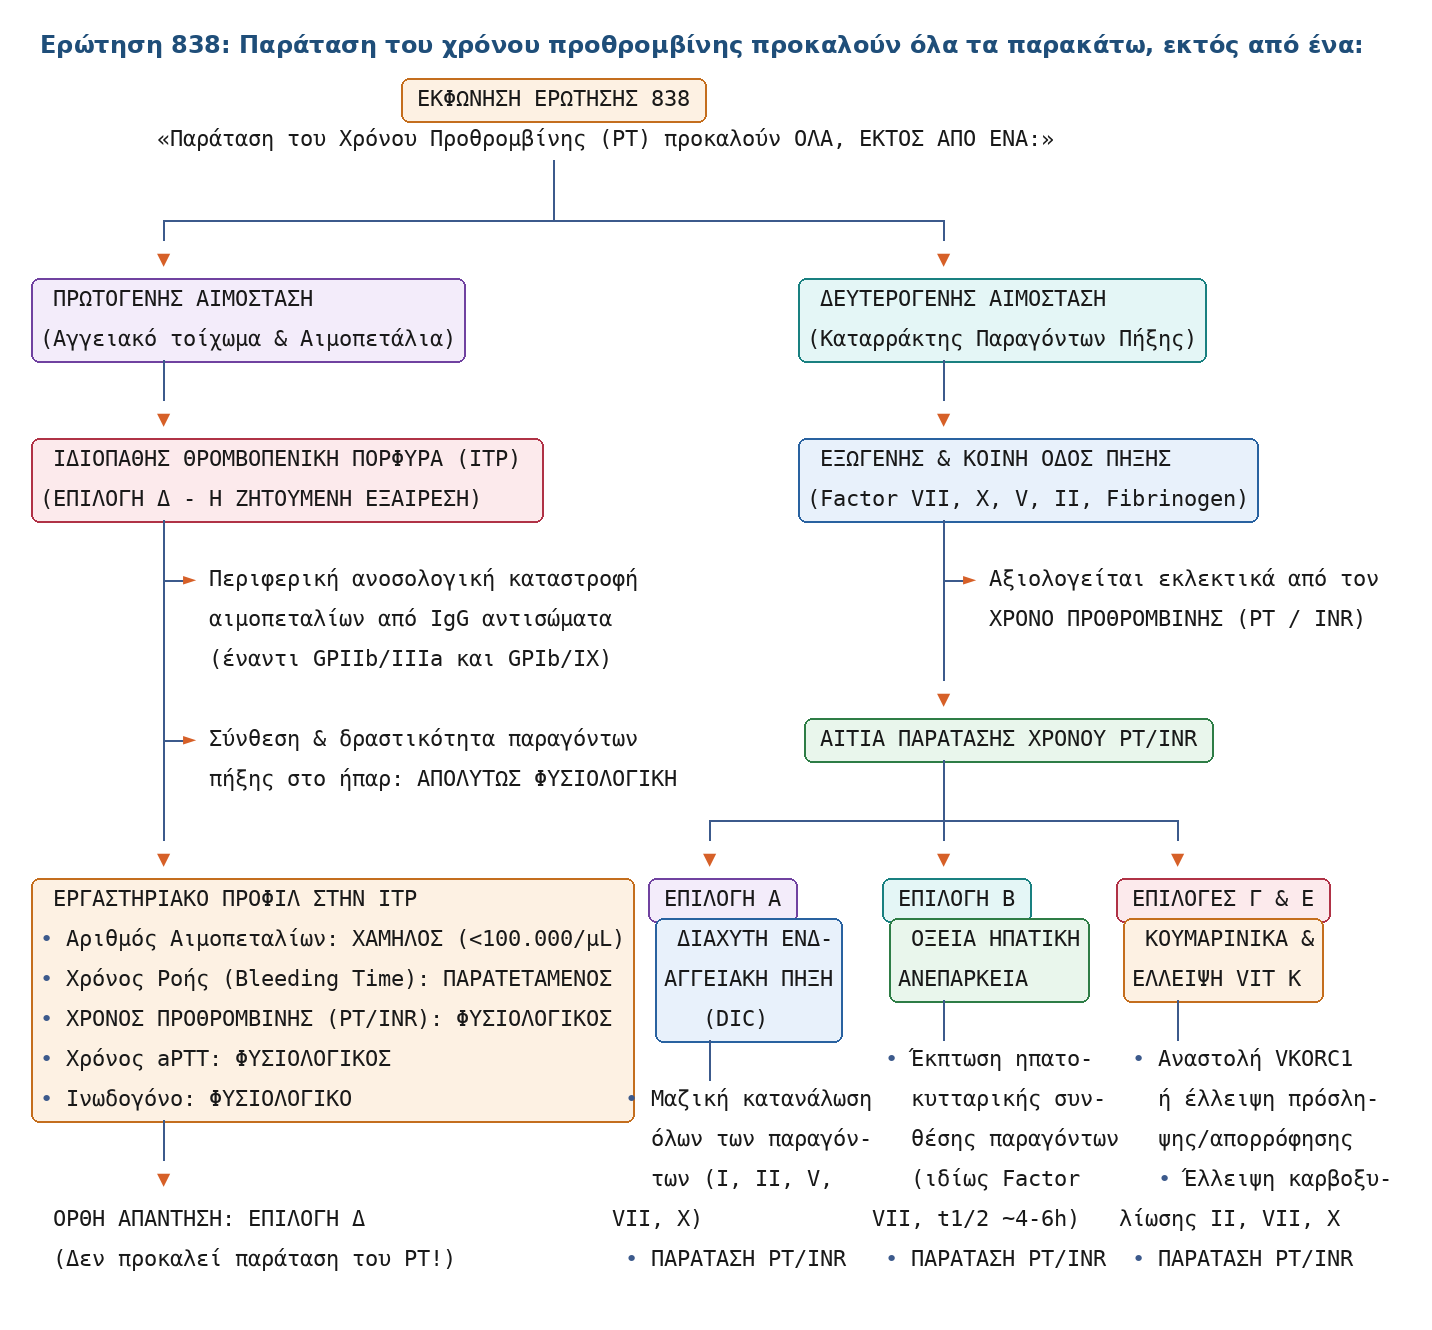 Ερώτηση 838: Παράταση του χρόνου προθρομβίνης προκαλούν όλα τα παρακάτω, εκτός από ένα:
ΕΚΦΩΝΗΣΗ ΕΡΩΤΗΣΗΣ 838
«Παράταση του Χρόνου Προθρομβίνης (PT) προκαλούν ΟΛΑ, ΕΚΤΟΣ ΑΠΟ ΕΝΑ:»
ΠΡΩΤΟΓΕΝΗΣ ΑΙΜΟΣΤΑΣΗ
(Αγγειακό τοίχωμα & Αιμοπετάλια)
ΔΕΥΤΕΡΟΓΕΝΗΣ ΑΙΜΟΣΤΑΣΗ
(Καταρράκτης Παραγόντων Πήξης)
ΙΔΙΟΠΑΘΗΣ ΘΡΟΜΒΟΠΕΝΙΚΗ ΠΟΡΦΥΡΑ (ITP)
(ΕΠΙΛΟΓΗ Δ - Η ΖΗΤΟΥΜΕΝΗ ΕΞΑΙΡΕΣΗ)
ΕΞΩΓΕΝΗΣ & ΚΟΙΝΗ ΟΔΟΣ ΠΗΞΗΣ
(Factor VII, X, V, II, Fibrinogen)
Περιφερική ανοσολογική καταστροφή
αιμοπεταλίων από IgG αντισώματα
(έναντι GPIIb/IIIa και GPIb/IX)
Αξιολογείται εκλεκτικά από τον
ΧΡΟΝΟ ΠΡΟΘΡΟΜΒΙΝΗΣ (PT / INR)
Σύνθεση & δραστικότητα παραγόντων
πήξης στο ήπαρ: ΑΠΟΛΥΤΩΣ ΦΥΣΙΟΛΟΓΙΚΗ
ΑΙΤΙΑ ΠΑΡΑΤΑΣΗΣ ΧΡΟΝΟΥ PT/INR
ΕΡΓΑΣΤΗΡΙΑΚΟ ΠΡΟΦΙΛ ΣΤΗΝ ITP
• Αριθμός Αιμοπεταλίων: ΧΑΜΗΛΟΣ (<100.000/μL)
• Χρόνος Ροής (Bleeding Time): ΠΑΡΑΤΕΤΑΜΕΝΟΣ
• ΧΡΟΝΟΣ ΠΡΟΘΡΟΜΒΙΝΗΣ (PT/INR): ΦΥΣΙΟΛΟΓΙΚΟΣ
• Χρόνος aPTT: ΦΥΣΙΟΛΟΓΙΚΟΣ
• Ινωδογόνο: ΦΥΣΙΟΛΟΓΙΚΟ
ΟΡΘΗ ΑΠΑΝΤΗΣΗ: ΕΠΙΛΟΓΗ Δ
(Δεν προκαλεί παράταση του PT!)
ΕΠΙΛΟΓΗ Α
ΔΙΑΧΥΤΗ ΕΝΔ-
ΑΓΓΕΙΑΚΗ ΠΗΞΗ
(DIC)
• Μαζική κατανάλωση
όλων των παραγόν-
των (I, II, V,
VII, X)
• ΠΑΡΑΤΑΣΗ PT/INR
ΕΠΙΛΟΓΗ Β
ΟΞΕΙΑ ΗΠΑΤΙΚΗ
ΑΝΕΠΑΡΚΕΙΑ
• Έκπτωση ηπατο-
κυτταρικής συν-
θέσης παραγόντων
(ιδίως Factor
VII, t1/2 ~4-6h)
• ΠΑΡΑΤΑΣΗ PT/INR
ΕΠΙΛΟΓΕΣ Γ & Ε
ΚΟΥΜΑΡΙΝΙΚΑ &
ΕΛΛΕΙΨΗ VIT K
• Αναστολή VKORC1
ή έλλειψη πρόσλη-
ψης/απορρόφησης
• Έλλειψη καρβοξυ-
λίωσης II, VII, X
• ΠΑΡΑΤΑΣΗ PT/INR